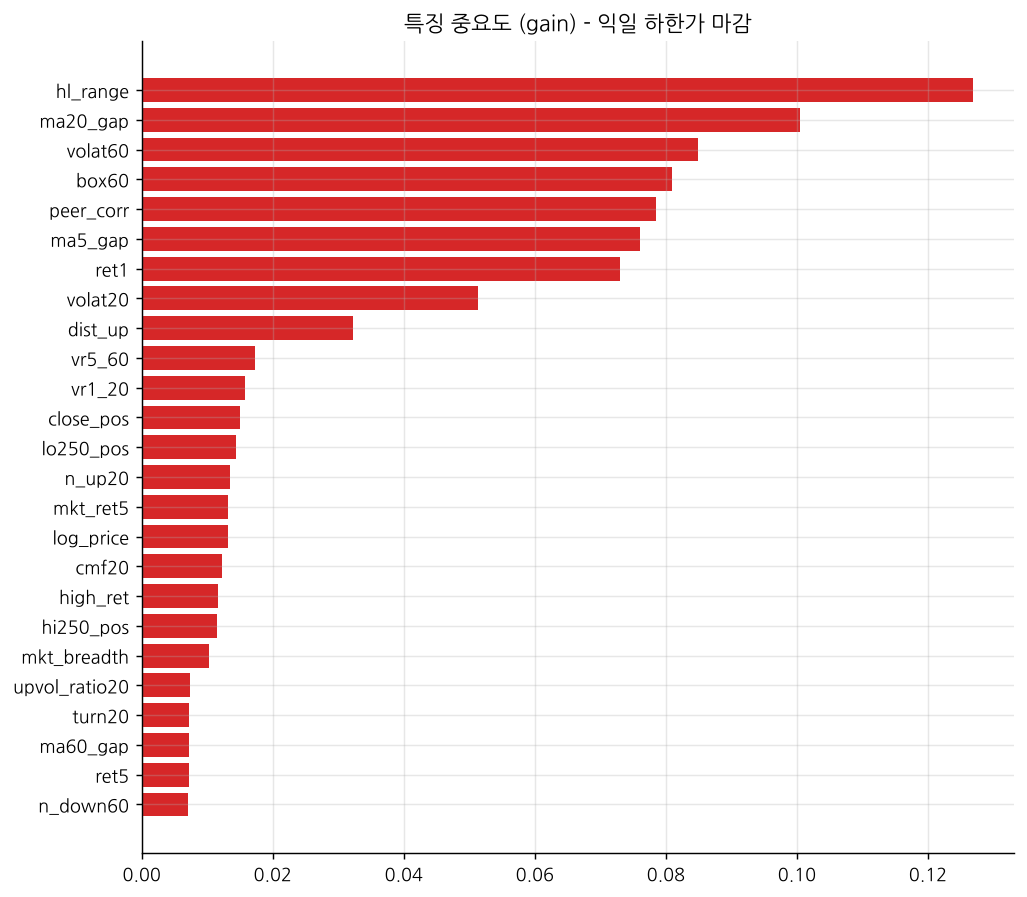 특징 중요도 (gain) - 익일 하한가 마감
hl_range
ma20_gap
volat60
box60
peer_corr
ma5_gap
ret1
volat20
dist_up
vr5_60
vr1_20
close_pos
lo250_pos
n_up20
mkt_ret5
log_price
cmf20
high_ret
hi250_pos
mkt_breadth
upvol_ratio20
turn20
ma60_gap
ret5
n_down60
0.00 0.02 0.04 0.06 0.08 0.10 0.12